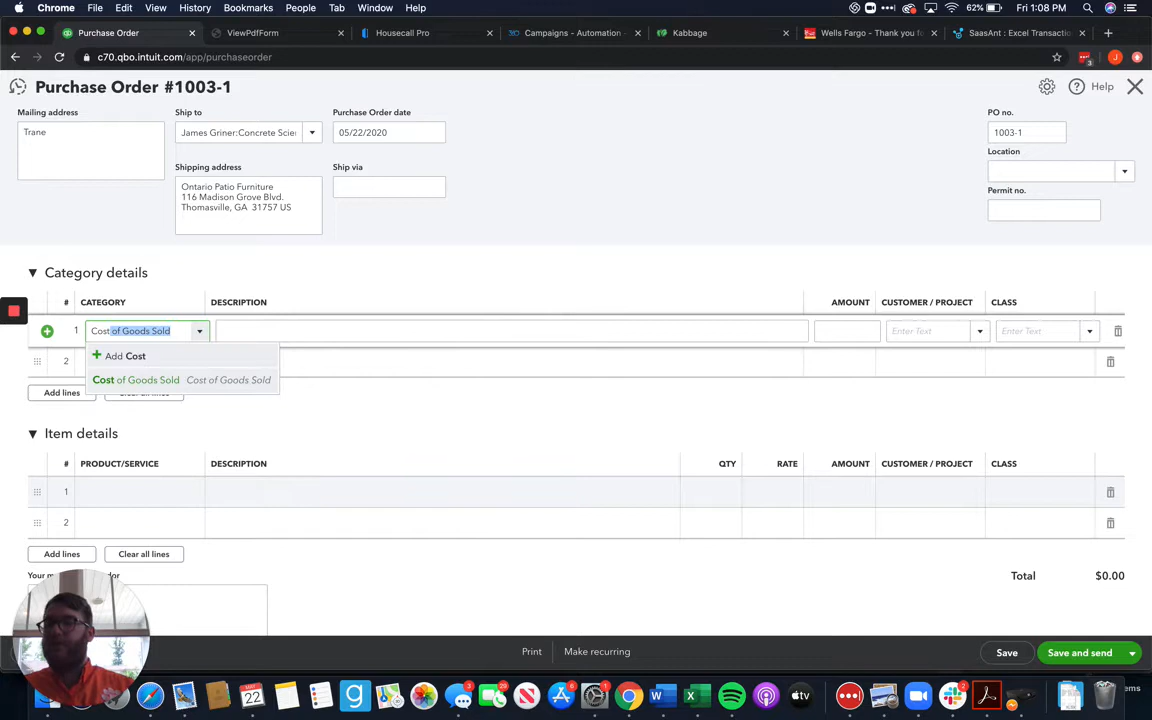 Chrome File Edit View History Bookmarks People Tab Window Help 62% Fri 1:08 PM
Purchase Order ViewPdfForm Housecall Pro Campaigns - Automation Kabbage Wells Fargo - Thank you f SaasAnt : Excel Transactio
c70.qbo.intuit.com/app/purchaseorder
Purchase Order #1003-1 Help
Mailing address Ship to Purchase Order date PO no.
Trane James Griner:Concrete Scie 05/22/2020 1003-1
Location
Shipping address Ship via
Ontario Patio Furniture
116 Madison Grove Blvd.
Thomasville, GA 31757 US
Permit no.
Category details
# CATEGORY DESCRIPTION AMOUNT CUSTOMER / PROJECT CLASS
1 Cost of Goods Sold Enter Text Enter Text
Add Cost
2
Cost of Goods Sold Cost of Goods Sold
Add lines Clear all lines
Item details
# PRODUCT/SERVICE DESCRIPTION QTY RATE AMOUNT CUSTOMER / PROJECT CLASS
1
2
Add lines Clear all lines
Your m dor Total $0.00
Print Make recurring Save Save and send